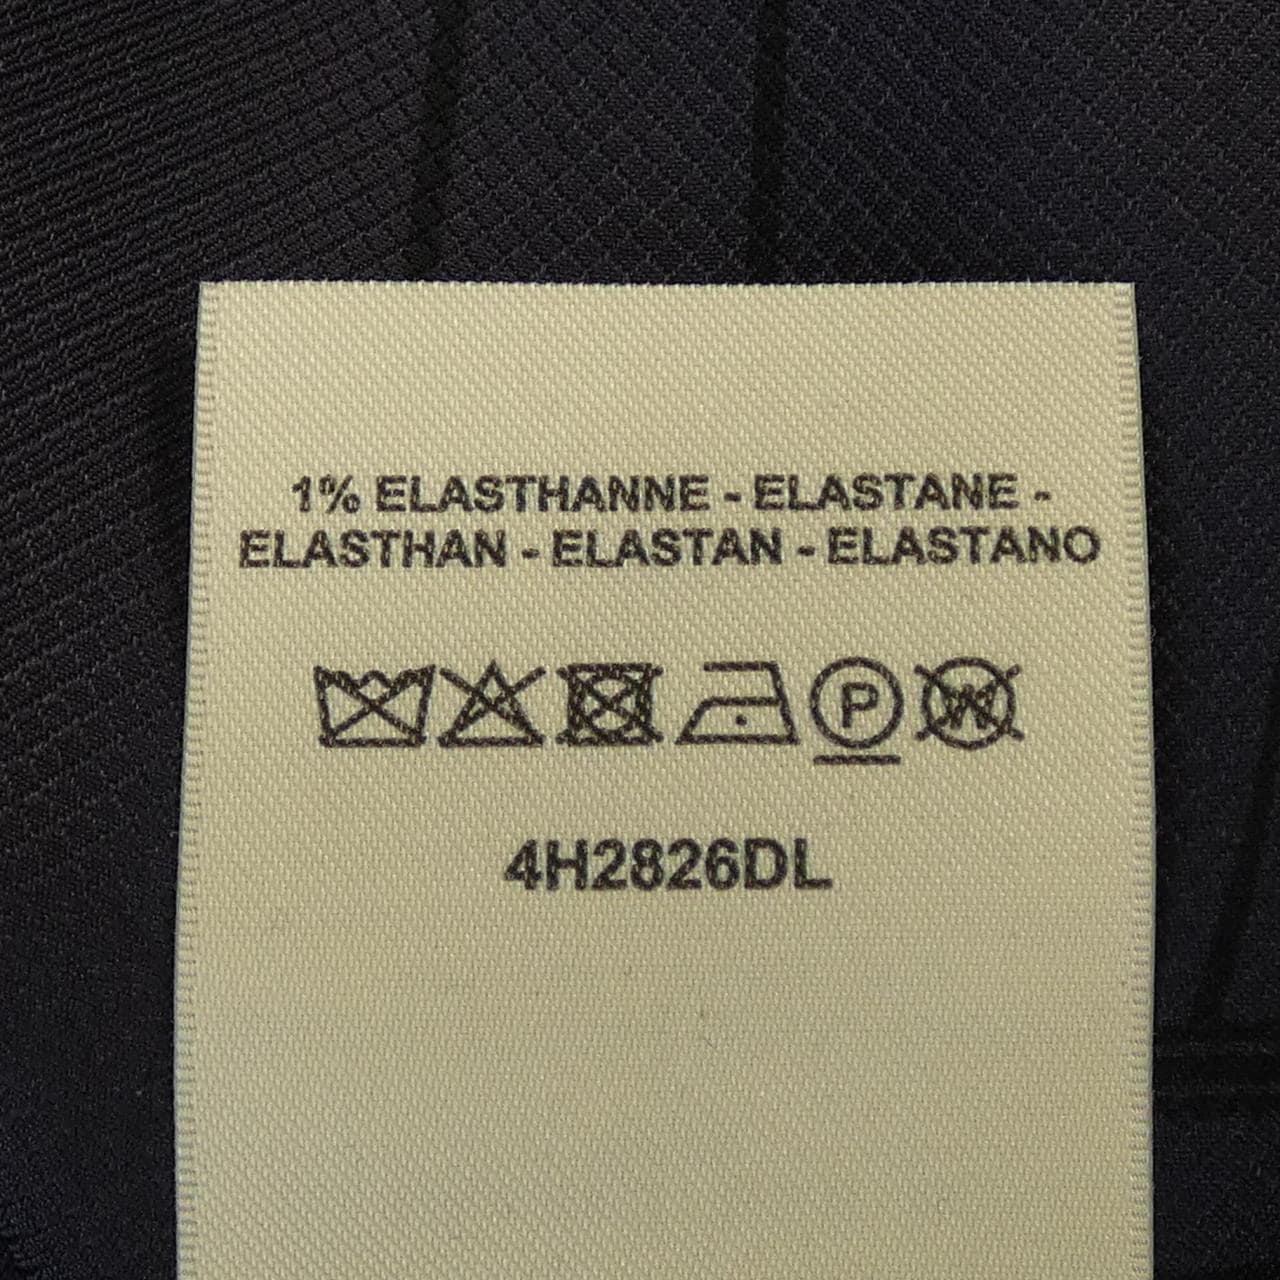 1% ELASTHANNE - ELASTANE -
ELASTHAN - ELASTAN - ELASTANO
P W
4H2826DL